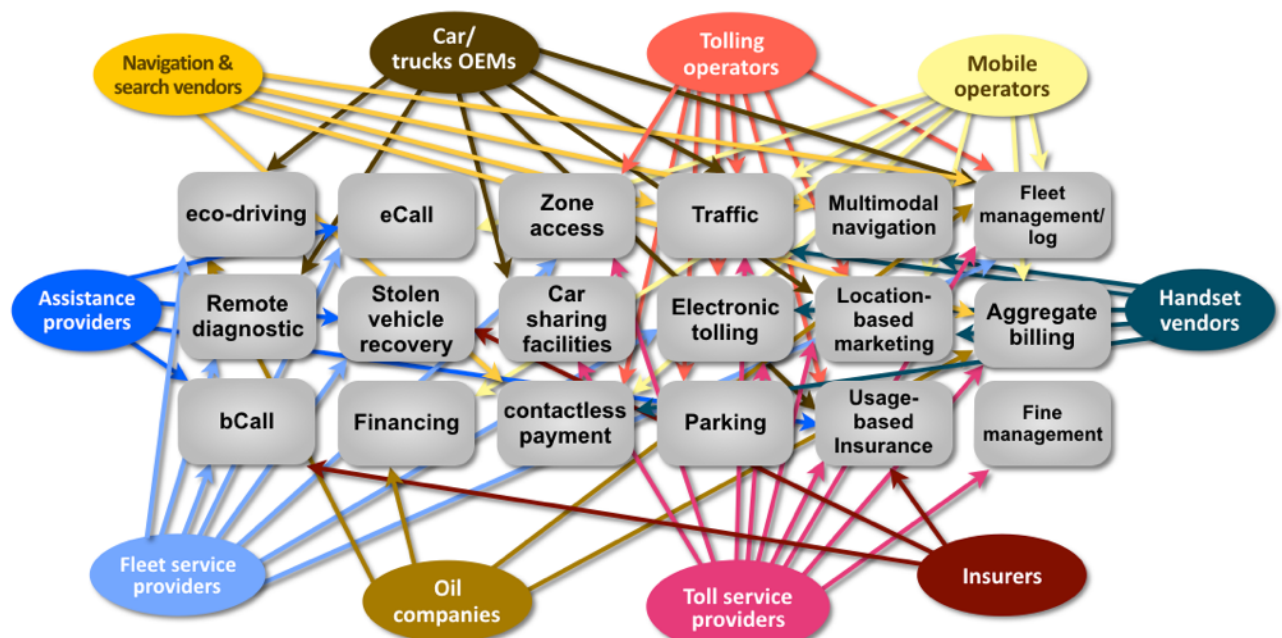 Navigation &
search vendors
Car/
trucks OEMs
Tolling
operators
Mobile
operators
eco-driving
eCall
Zone
access
Traffic
Multimodal
navigation
Fleet
management/
log
Assistance
providers
Remote
diagnostic
Stolen
vehicle
recovery
Car
sharing
facilities
Electronic
tolling
Location-
based
marketing
Aggregate
billing
Handset
vendors
bCall
Financing
contactless
payment
Parking
Usage-
based
Insurance
Fine
management
Fleet service
providers
Oil
companies
Toll service
providers
Insurers